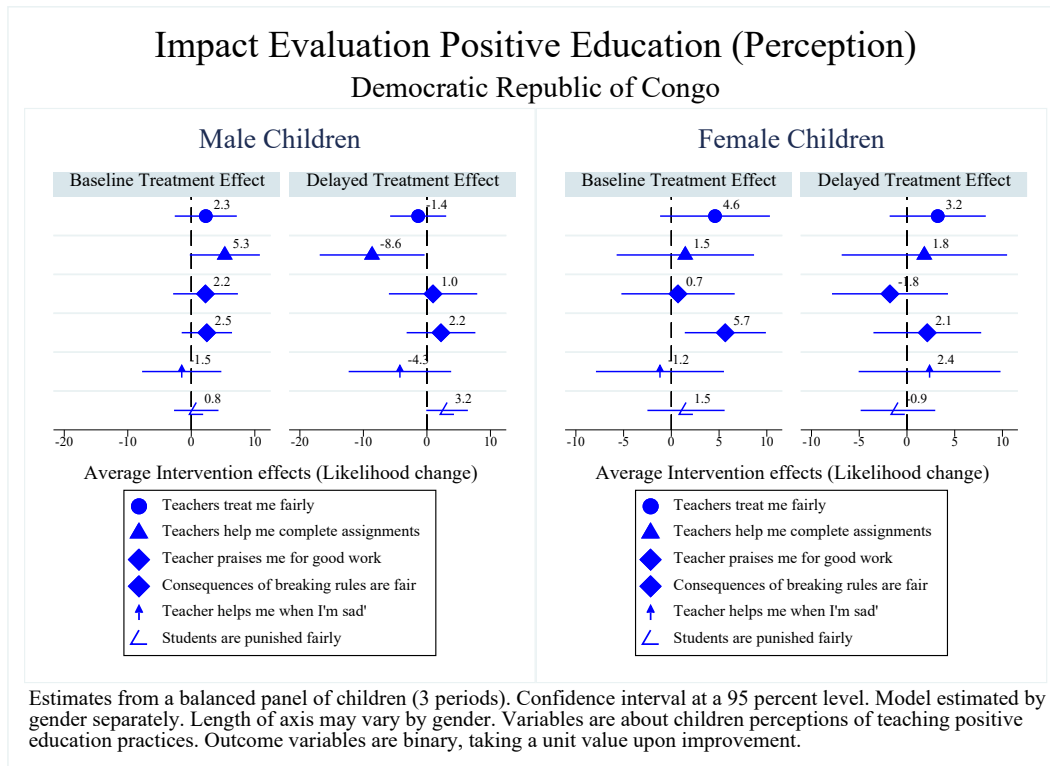 Impact Evaluation Positive Education (Perception)
Democratic Republic of Congo
Male Children
Baseline Treatment Effect
Delayed Treatment Effect
2.3
5.3
2.2
2.5
-1.5
0.8
-1.4
-8.6
1.0
2.2
-4.3
3.2
-20 -10 0 10
-20 -10 0 10
Average Intervention effects (Likelihood change)
Teachers treat me fairly
Teachers help me complete assignments
Teacher praises me for good work
Consequences of breaking rules are fair
Teacher helps me when I'm sad'
Students are punished fairly
Female Children
Baseline Treatment Effect
Delayed Treatment Effect
4.6
1.5
0.7
5.7
-1.2
1.5
3.2
1.8
-1.8
2.1
2.4
-0.9
-10 -5 0 5 10
-10 -5 0 5 10
Average Intervention effects (Likelihood change)
Teachers treat me fairly
Teachers help me complete assignments
Teacher praises me for good work
Consequences of breaking rules are fair
Teacher helps me when I'm sad'
Students are punished fairly
Estimates from a balanced panel of children (3 periods). Confidence interval at a 95 percent level. Model estimated by
gender separately. Length of axis may vary by gender. Variables are about children perceptions of teaching positive
education practices. Outcome variables are binary, taking a unit value upon improvement.